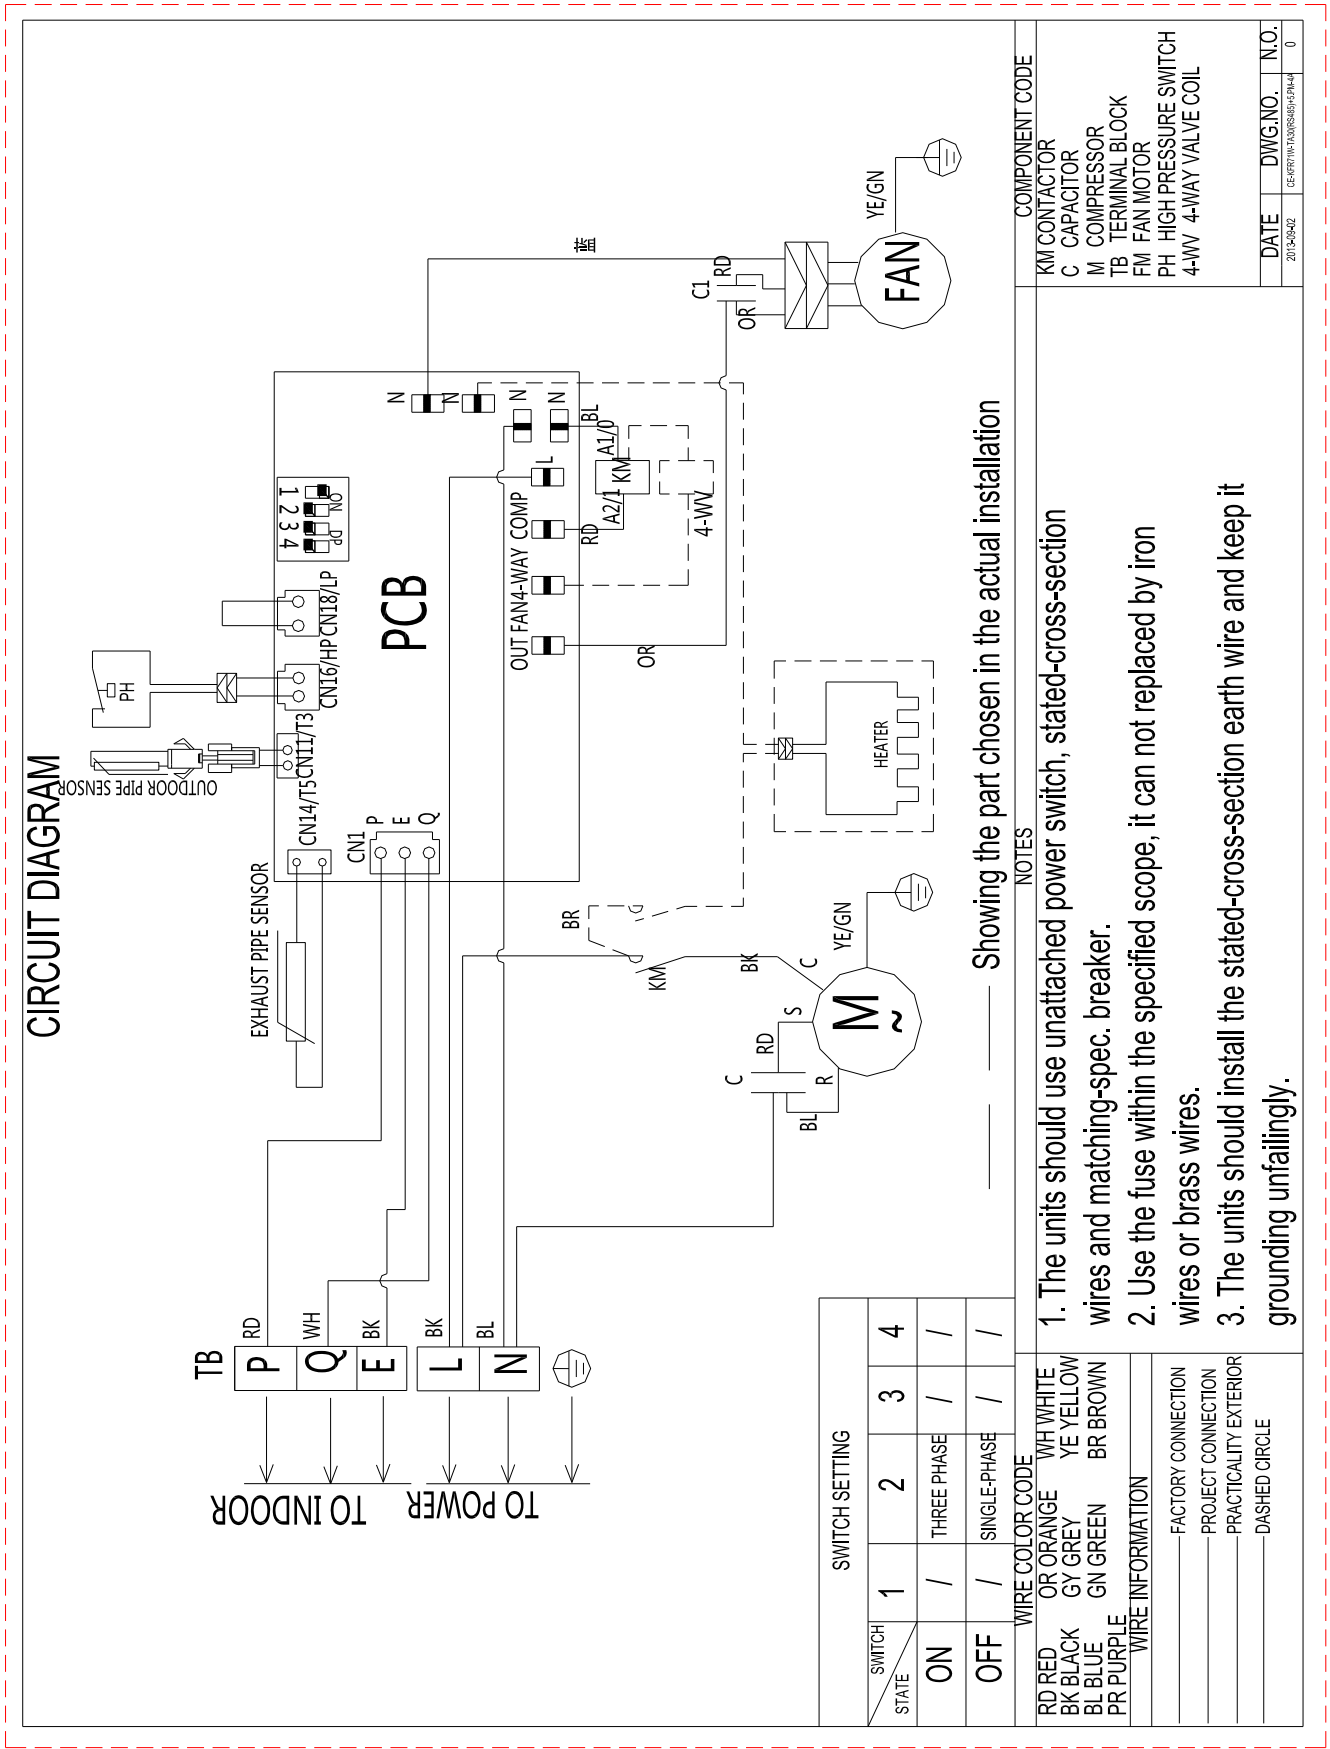 CIRCUIT DIAGRAM
TB
P
Q
E
L
N
RD
WH
BK
BK
BL
TO INDOOR
TO POWER
EXHAUST PIPE SENSOR
OUTDOOR PIPE SENSOR
PH
CN14/T5
CN11/T3
CN16/HP
CN18/LP
CN1
P
E
Q
PCB
1
2
3
4
ON
DP
N
N
N
N
L
OUT FAN
4-WAY
COMP
BL
A1/0
KM
A2/1
RD
4-WV
OR
蓝
C1
RD
OR
FAN
YE/GN
HEATER
BR
KM
BK
C
S
RD
C
R
BL
M
~
YE/GN
Showing the part chosen in the actual installation
SWITCH SETTING
SWITCH
STATE
1 2 3 4
ON / THREE PHASE / /
OFF / SINGLE-PHASE / /
WIRE COLOR CODE
RD RED OR ORANGE WH WHITE
BK BLACK GY GREY YE YELLOW
BL BLUE GN GREEN BR BROWN
PR PURPLE
WIRE INFORMATION
FACTORY CONNECTION
PROJECT CONNECTION
PRACTICALITY EXTERIOR
DASHED CIRCLE
NOTES
1. The units should use unattached power switch, stated-cross-section
wires and matching-spec. breaker.
2. Use the fuse within the specified scope, it can not replaced by iron
wires or brass wires.
3. The units should install the stated-cross-section earth wire and keep it
grounding unfailingly.
COMPONENT CODE
KM CONTACTOR
C CAPACITOR
M COMPRESSOR
TB TERMINAL BLOCK
FM FAN MOTOR
PH HIGH PRESSURE SWITCH
4-WV 4-WAY VALVE COIL
DATE DWG.NO. N.O.
2013-09-02 0